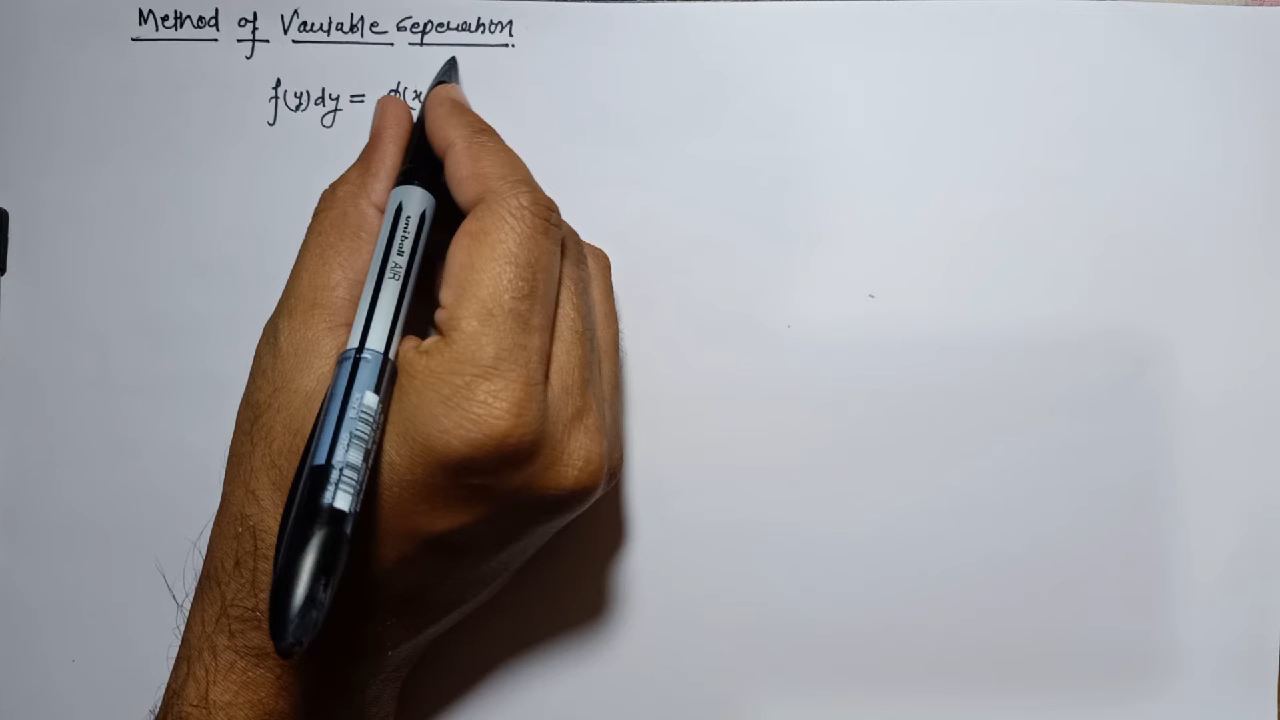 Method of Variable Seperation
f(y)dy = ϕ(x
uniball AIR